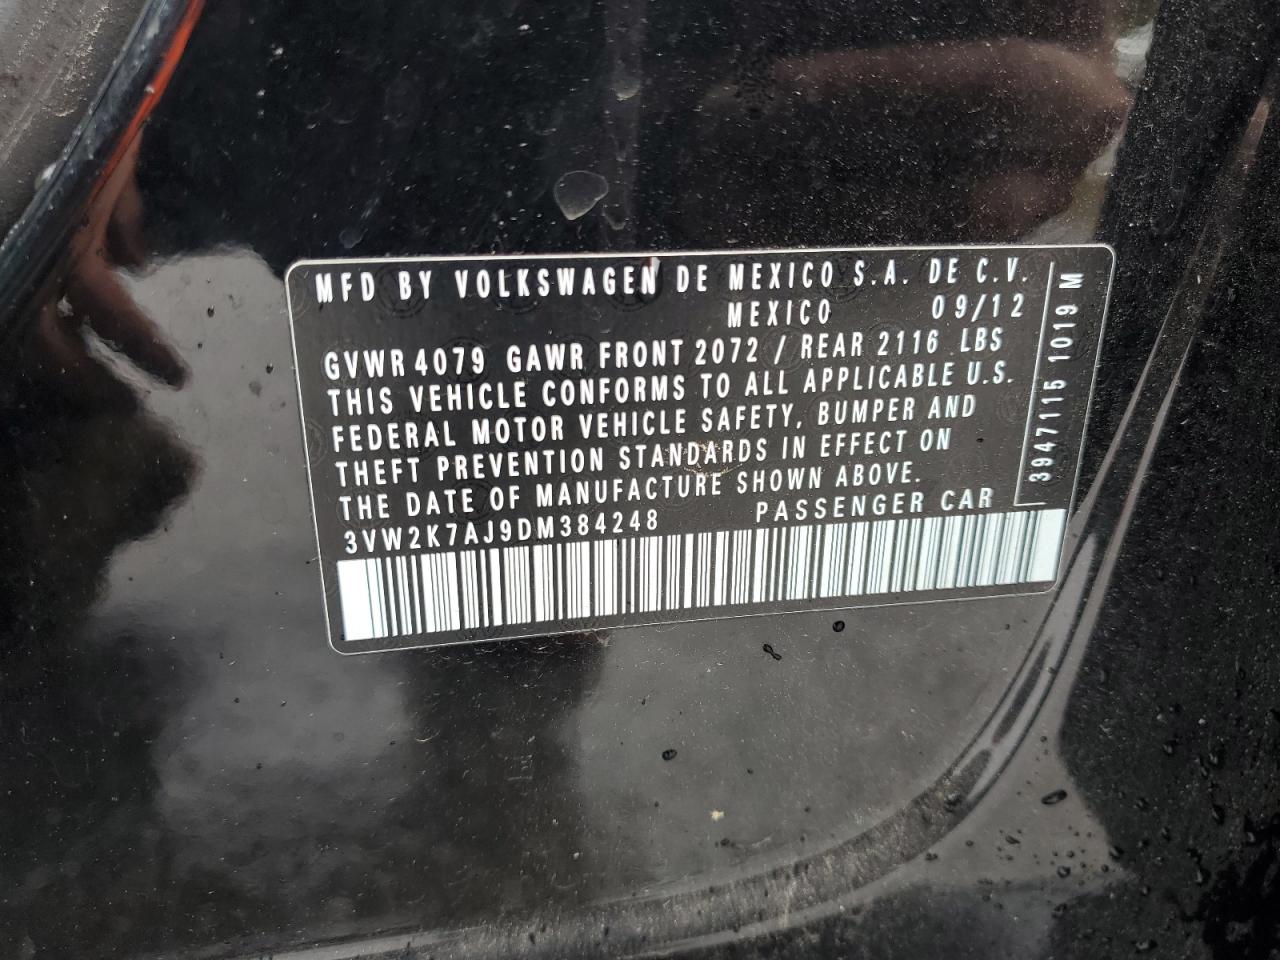 MFD BY VOLKSWAGEN DE MEXICO S.A. DE C.V.
MEXICO 09/12
GVWR 4079 GAWR FRONT 2072 / REAR 2116 LBS
THIS VEHICLE CONFORMS TO ALL APPLICABLE U.S.
FEDERAL MOTOR VEHICLE SAFETY, BUMPER AND
THEFT PREVENTION STANDARDS IN EFFECT ON
THE DATE OF MANUFACTURE SHOWN ABOVE.
3VW2K7AJ9DM384248 PASSENGER CAR
3947115 1019 M